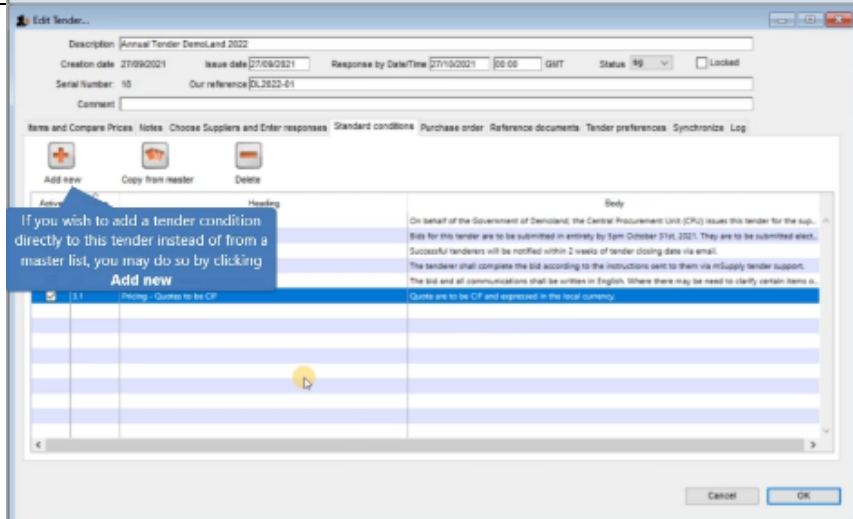 Edit Tender...
Description Annual Tender DemoLand 2022
Creation date 27/09/2021 Issue date 27/09/2021 Response by Date/Time 27/10/2021 00:00 GMT Status sg Locked
Serial Number: 10 Our reference DL2022-01
Comment
Items and Compare Prices Notes Choose Suppliers and Enter responses Standard conditions Purchase order Reference documents Tender preferences Synchronize Log
Add new Copy from master Delete
Active Heading Body
If you wish to add a tender condition
directly to this tender instead of from a
master list, you may do so by clicking
Add new
On behalf of the Government of Demoland, the Central Procurement Unit (CPU) issues this tender for the sup..
Bids for this tender are to be submitted in entirety by 5pm October 31st, 2021. They are to be submitted elect..
Successful tenderers will be notified within 2 weeks of tender closing date via email.
The tenderer shall complete the bid according to the instructions sent to them via mSupply tender support.
The bid and all communications shall be written in English. Where there may be need to clarify certain items o..
3.1 Pricing - Quotes to be CIF Quote are to be CIF and expressed in the local currency.
Cancel OK